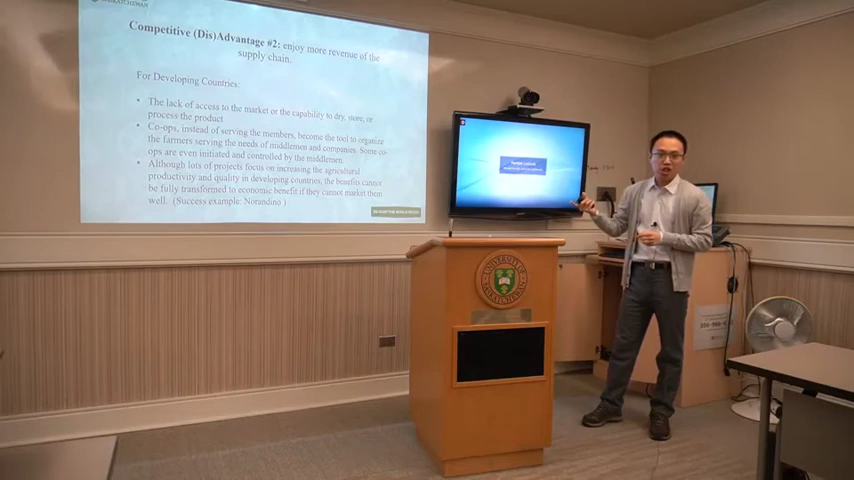 SASKATCHEWAN
Competitive (Dis)Advantage #2: enjoy more revenue of the
supply chain.
For Developing Countries:
• The lack of access to the market or the capability to dry, store, or
process the product
• Co-ops, instead of serving the members, become the tool to organize
the farmers serving the needs of middlemen and companies. Some co-
ops are even initiated and controlled by the middlemen.
• Although lots of projects focus on increasing the agricultural
productivity and quality in developing countries, the benefits cannot
be fully transformed to economic benefit if they cannot market them
well. (Success example: Norandino )
UNIVERSITY OF
SASKATCHEWAN